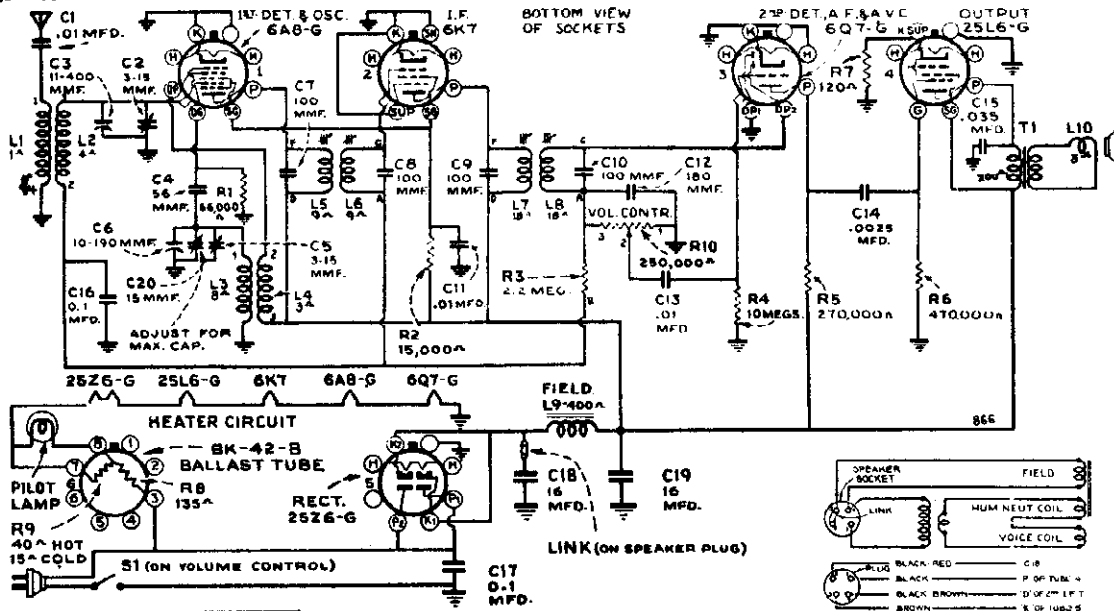 C1
.01 MFD.
1ST. DET. & OSC.
6A8-G
I.F.
6K7
BOTTOM VIEW
OF SOCKETS
2ND DET., A.F. & A.V.C.
6Q7-G
OUTPUT
25L6-G
C3
11-400
MMF.
C2
3-15
MMF.
C7
100
MMF.
R7
120Ω
C15
.035
MFD.
T1
L10
L1
1Ω
L2
4Ω
C4
56
MMF.
R1
56,000Ω
L5
9Ω
L6
9Ω
C8
100
MMF.
C9
100
MMF.
L7
18Ω
L8
18Ω
C10
100 MMF.
C12
180
MMF.
VOL. CONTR.
R10
250,000Ω
C14
.0025
MFD.
C6
10-190 MMF.
C5
3-15
MMF.
C20
15 MMF.
L3
8Ω
L4
3Ω
C16
0.1
MFD.
ADJUST FOR
MAX. CAP.
C11
.01 MFD.
R2
15,000Ω
R3
2.2 MEG.
C13
.01
MFD
R4
10 MEGS.
R5
270,000Ω
R6
470,000Ω
25Z6-G
25L6-G
6K7
6A8-G
6Q7-G
HEATER CIRCUIT
FIELD.
L9-400Ω
866
PILOT
LAMP
BK-42-B
BALLAST TUBE
R8
135Ω
R9
40Ω HOT
15Ω COLD
RECT.
25Z6-G
C18
16
MFD.
C19
16
MFD.
LINK (ON SPEAKER PLUG)
S1 (ON VOLUME CONTROL)
C17
0.1
MFD.
SPEAKER
SOCKET
LINK
FIELD
HUM NEUT COIL
VOICE COIL
PLUG
BLACK-RED
C18
BLACK
P OF TUBE 4
BLACK BROWN
BROWN